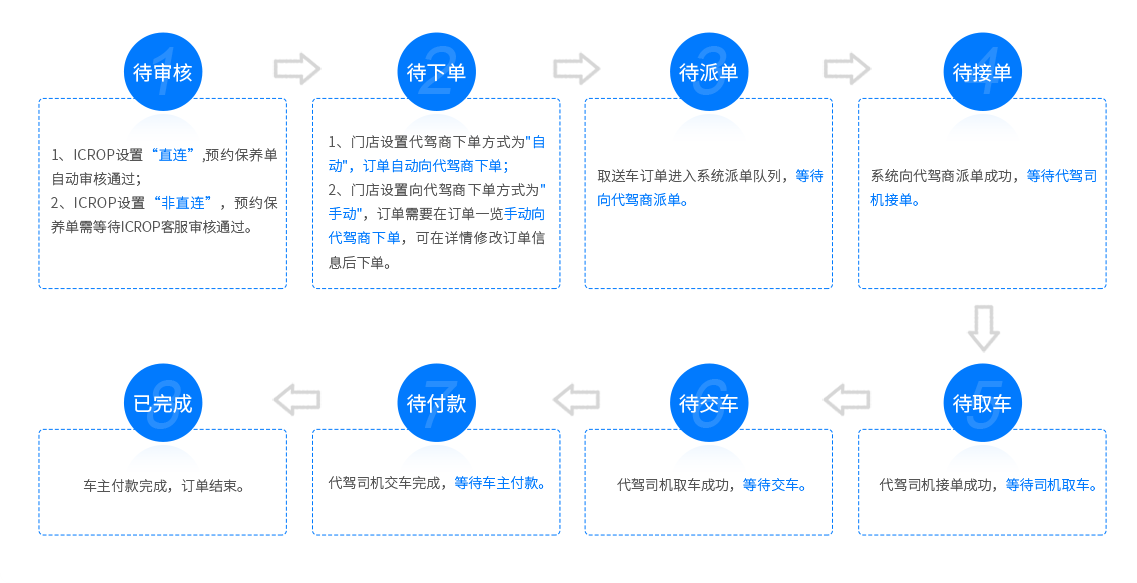 1
待审核
1、ICROP设置“直连”,预约保养单
自动审核通过；
2、ICROP设置“非直连”，预约保
养单需等待ICROP客服审核通过。
2
待下单
1、门店设置代驾商下单方式为"自
动"，订单自动向代驾商下单；
2、门店设置向代驾商下单方式为"
手动"，订单需要在订单一览手动向
代驾商下单，可在详情修改订单信
息后下单。
3
待派单
取送车订单进入系统派单队列，等待
向代驾商派单。
4
待接单
系统向代驾商派单成功，等待代驾司
机接单。
5
待取车
代驾司机接单成功，等待司机取车。
6
待交车
代驾司机取车成功，等待交车。
7
待付款
代驾司机交车完成，等待车主付款。
8
已完成
车主付款完成，订单结束。